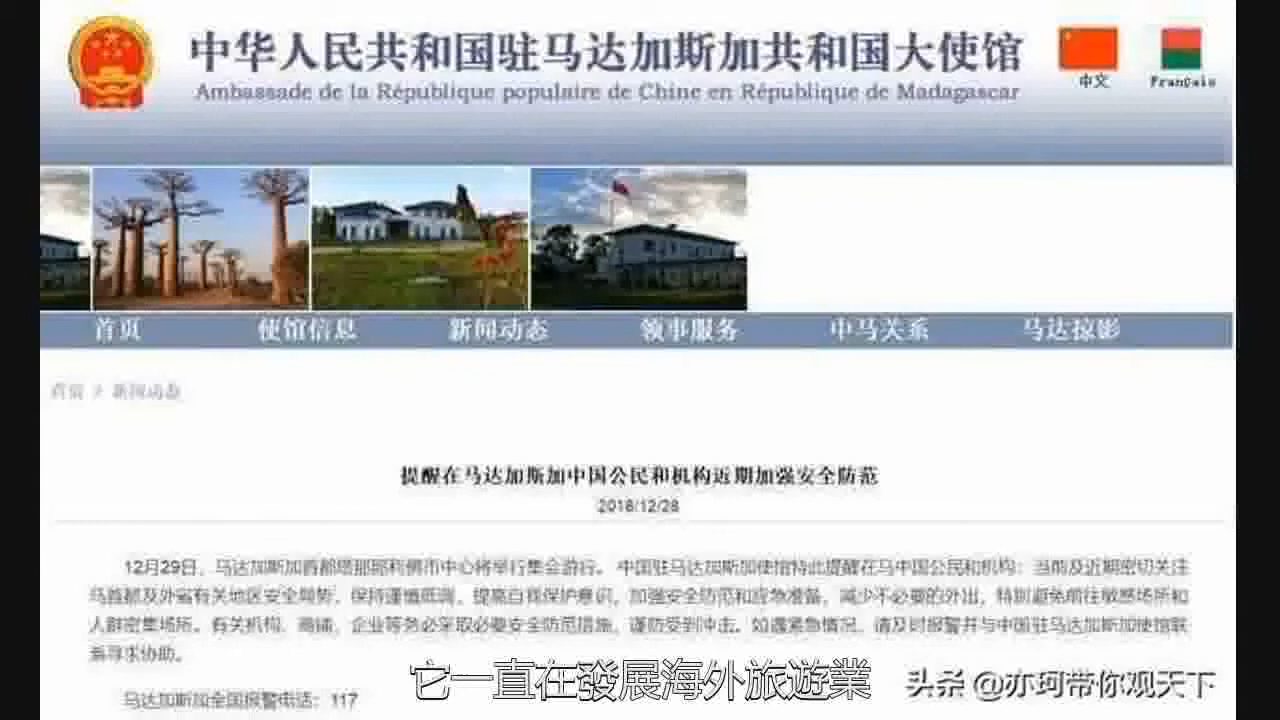 中华人民共和国驻马达加斯加共和国大使馆
Ambassade de la République populaire de Chine en République de Madagascar
中文
Français
首页 使馆信息 新闻动态 领事服务 中马关系 马达掠影
首页 > 新闻动态
提醒在马达加斯加中国公民和机构近期加强安全防范
2018/12/28
12月29日，马达加斯加首都塔那那利佛市中心将举行集会游行。中国驻马达加斯加使馆特此提醒在马中国公民和机构：当前及近期密切关注
马首都及外省有关地区安全局势，保持谨慎低调，提高自我保护意识，加强安全防范和应急准备，减少不必要的外出，特别避免前往敏感场所和
人群密集场所。有关机构、商铺、企业等务必采取必要安全防范措施，谨防受到冲击。如遇紧急情况，请及时报警并与中国驻马达加斯加使馆联
系寻求协助。
马达加斯加全国报警电话：117
它一直在發展海外旅遊業
头条 @亦珂带你观天下